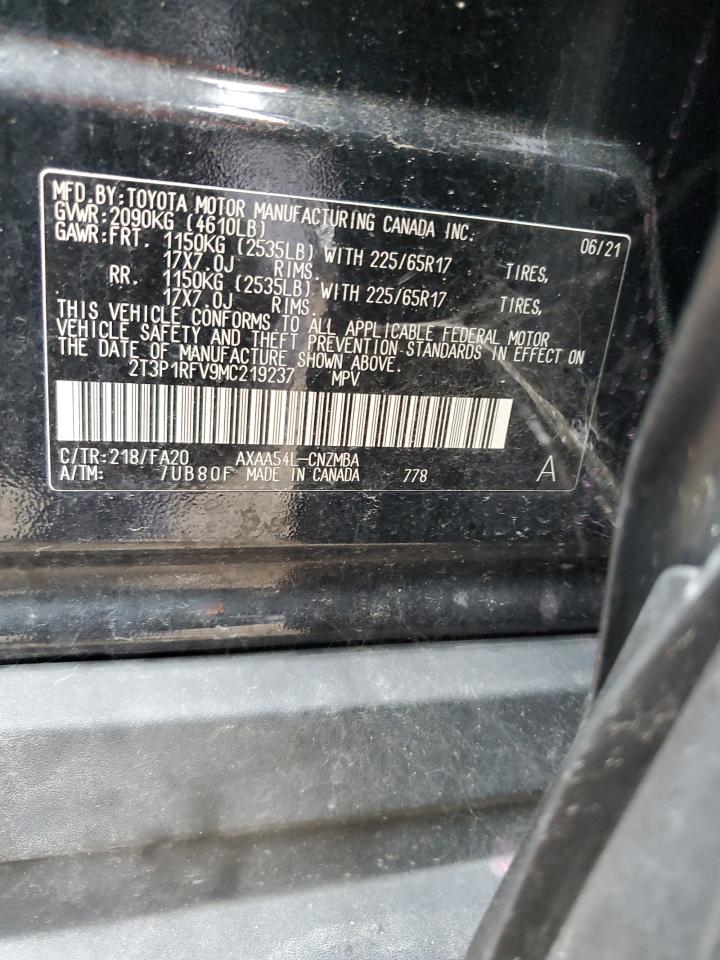 MFD.BY:TOYOTA MOTOR MANUFACTURING CANADA INC.
GVWR:2090KG (4610LB) 06/21
GAWR:FRT. 1150KG (2535LB) WITH 225/65R17 TIRES,
17X7.0J RIMS.
RR. 1150KG (2535LB) WITH 225/65R17 TIRES,
17X7.0J RIMS.
THIS VEHICLE CONFORMS TO ALL APPLICABLE FEDERAL MOTOR
VEHICLE SAFETY AND THEFT PREVENTION STANDARDS IN EFFECT ON
THE DATE OF MANUFACTURE SHOWN ABOVE.
2T3P1RFV9MC219237 MPV
C/TR:218/FA20 AXAA54L-CNZMBA
A/TM: 7UB80F MADE IN CANADA 778 A